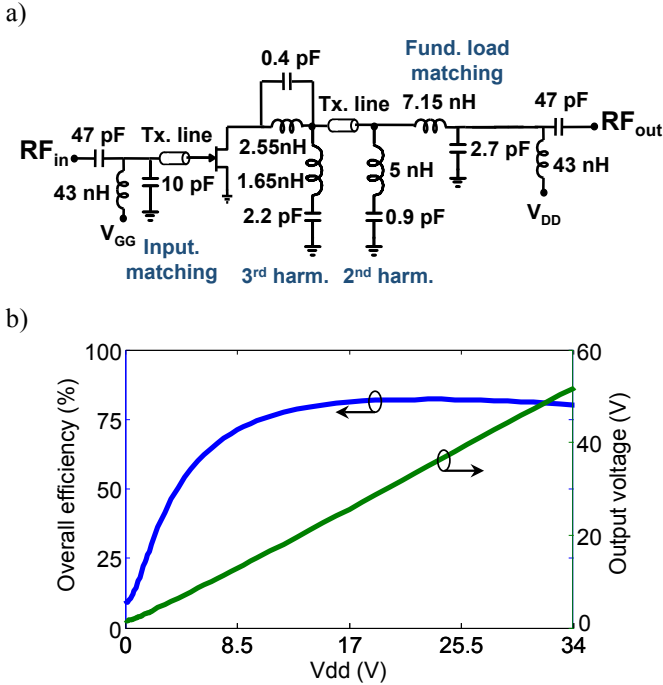 a)
Fund. load
matching
0.4 pF
7.15 nH
47 pF
Tx. line
RFin
47 pF
Tx. line
RFout
2.55nH
43 nH
10 pF
1.65nH
5 nH
2.7 pF
43 nH
VGG
2.2 pF
0.9 pF
VDD
Input.
matching
3rd harm.
2nd harm.
b)
Overall efficiency (%)
100
75
50
25
0
Output voltage (V)
60
40
20
0
0
8.5
17
25.5
34
Vdd (V)